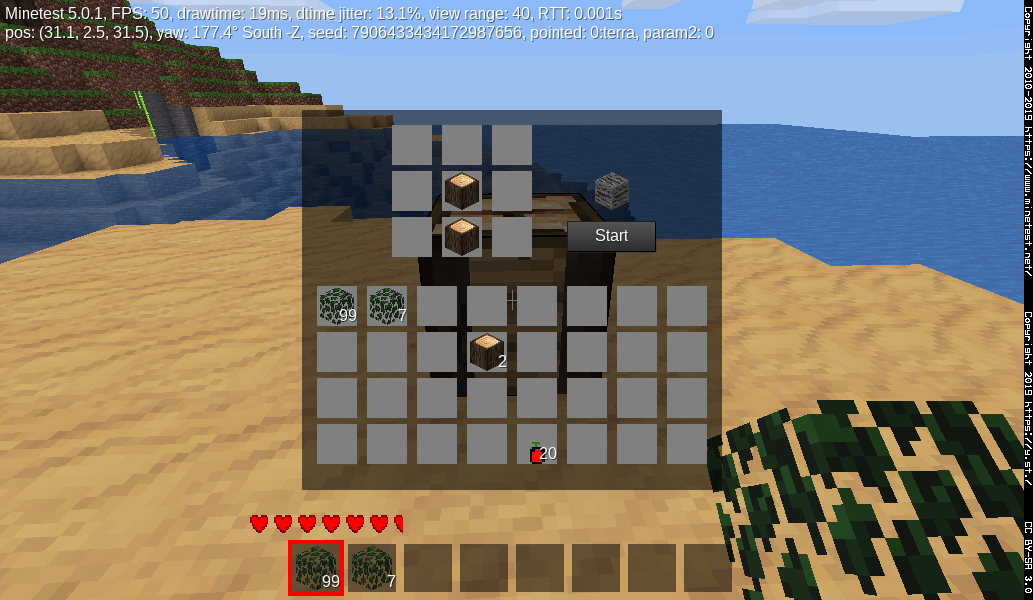 Minetest 5.0.1, FPS: 50, drawtime: 19ms, dtime jitter: 13.1%, view range: 40, RTT: 0.001s
pos: (31.1, 2.5, 31.5), yaw: 177.4° South -Z, seed: 7906433434172987656, pointed: 0:terra, param2: 0
Start
99
7
2
20
99
7
Copyright 2010-2019 https://www.minetest.net/
Copyright 2019 https://y.st./
CC BY-SA 3.0